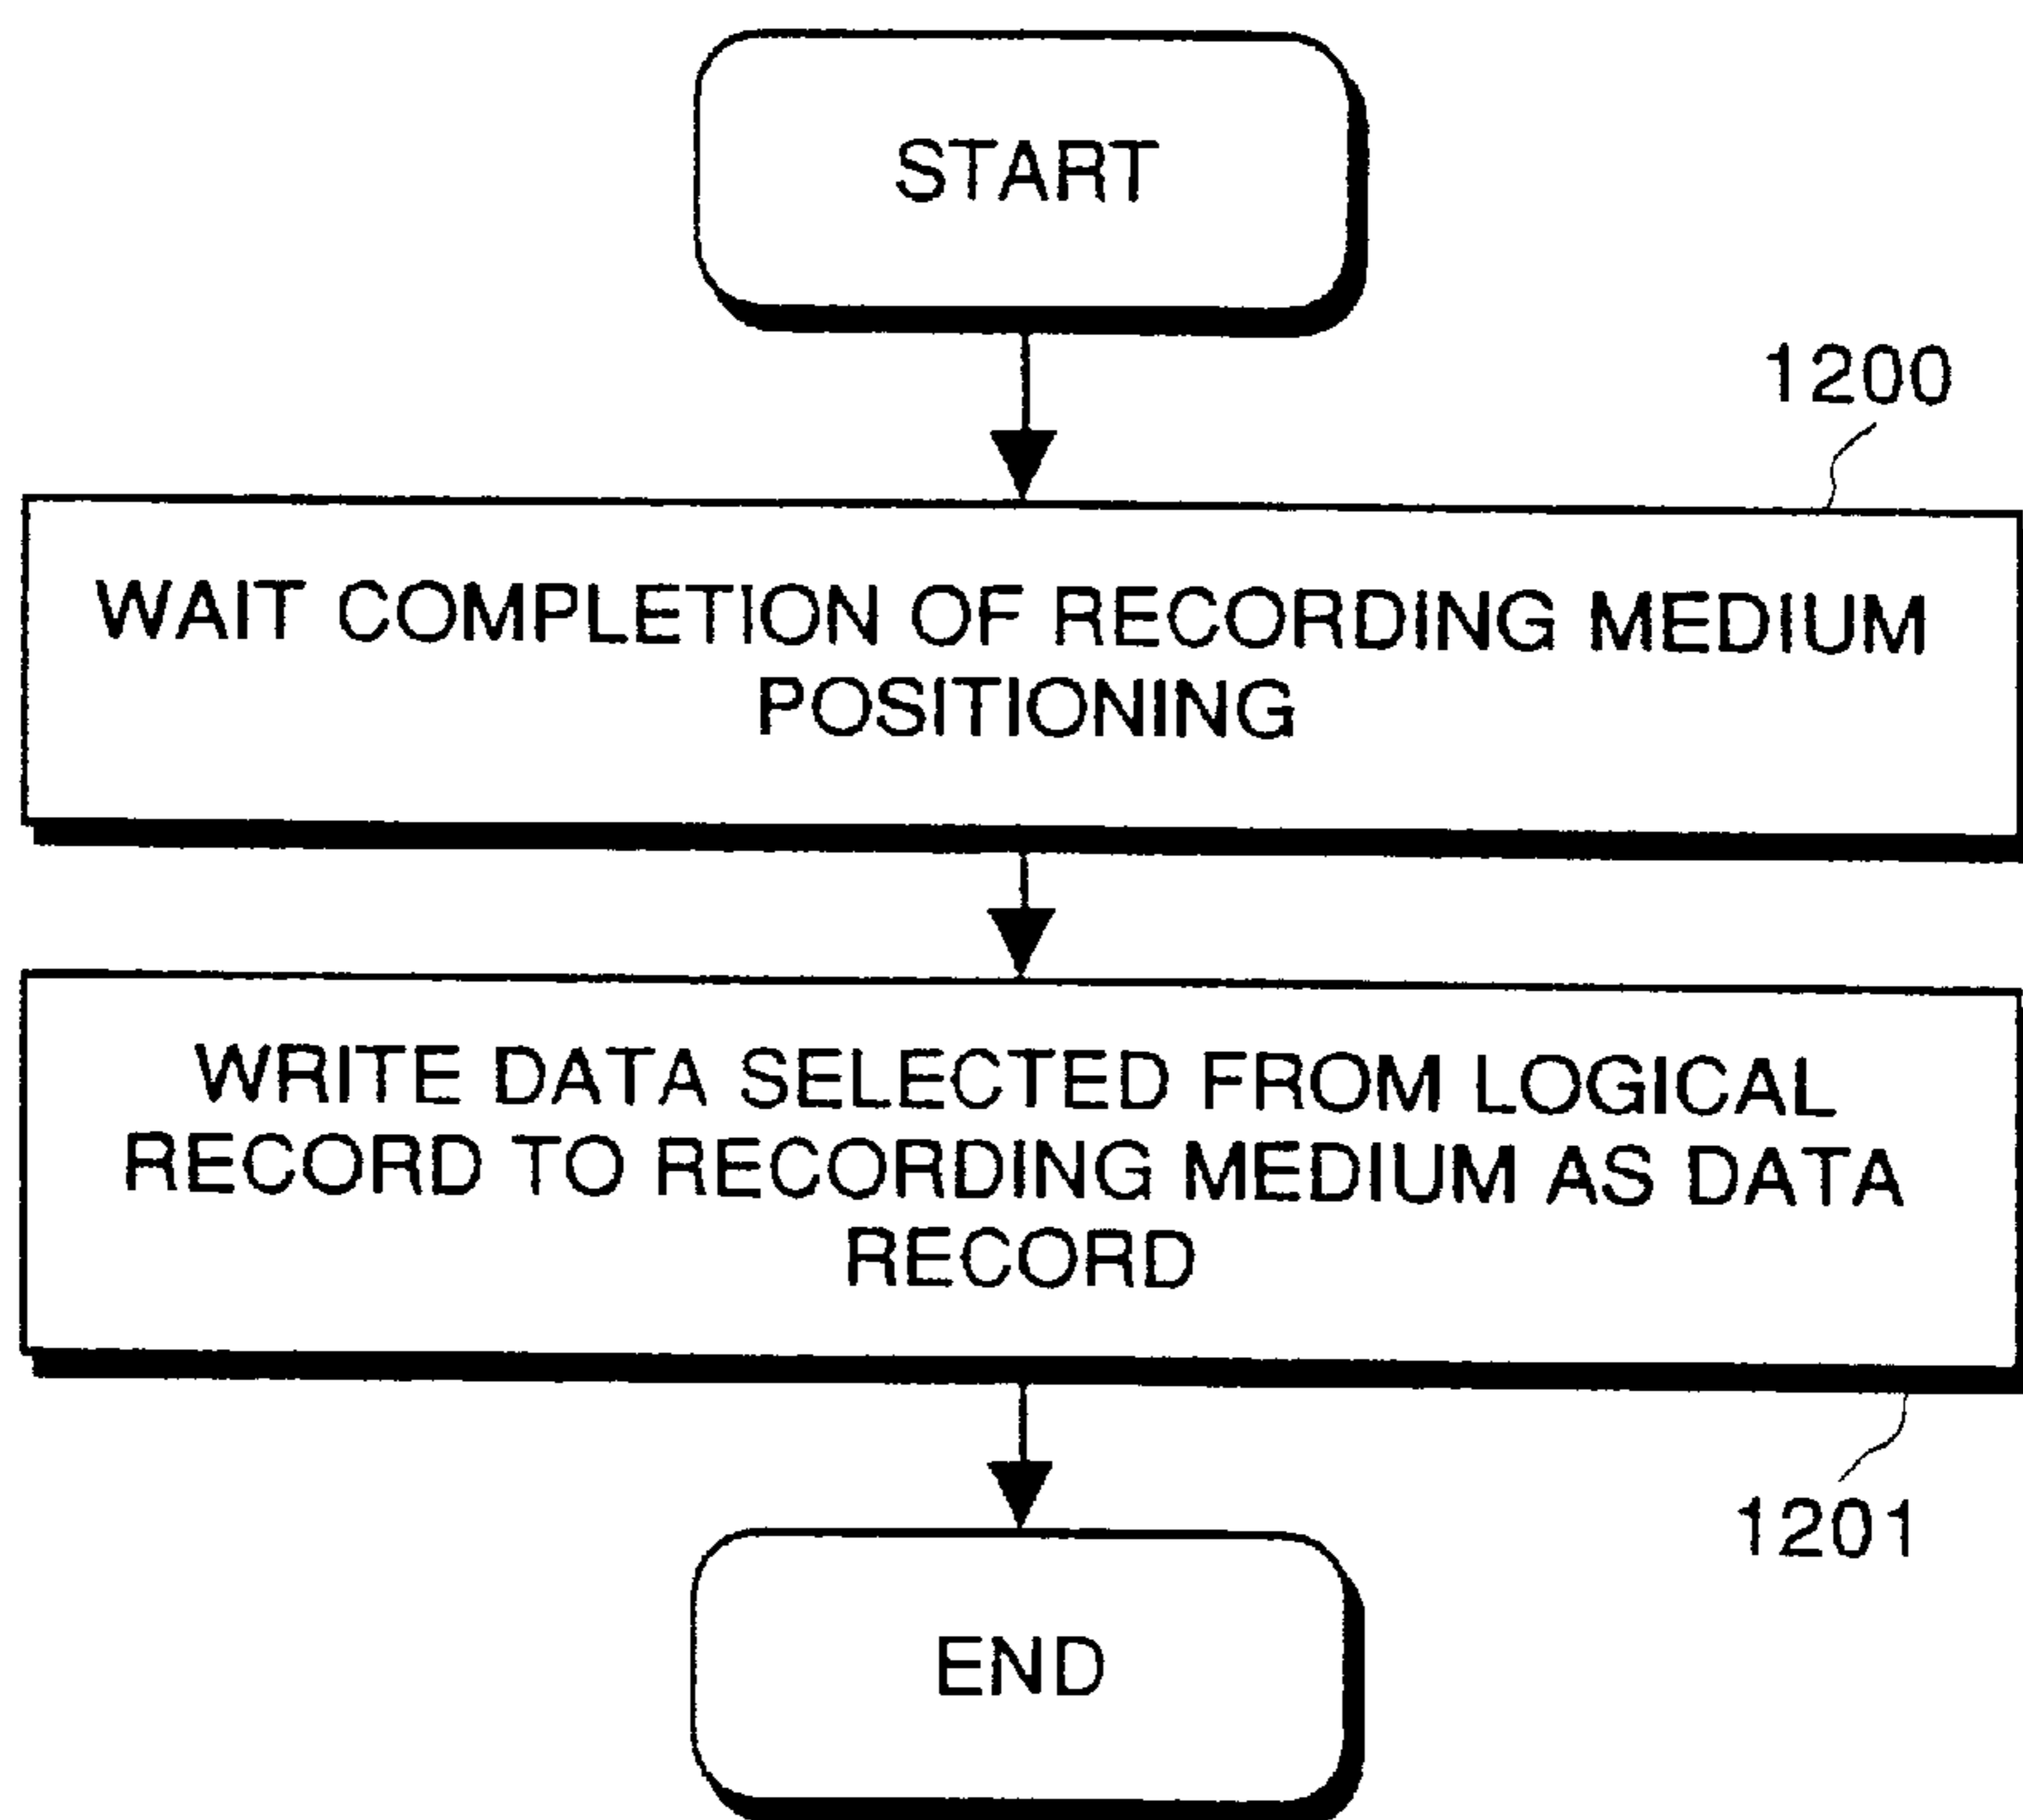 START
1200
WAIT COMPLETION OF RECORDING MEDIUM
POSITIONING
WRITE DATA SELECTED FROM LOGICAL
RECORD TO RECORDING MEDIUM AS DATA
RECORD
1201
END